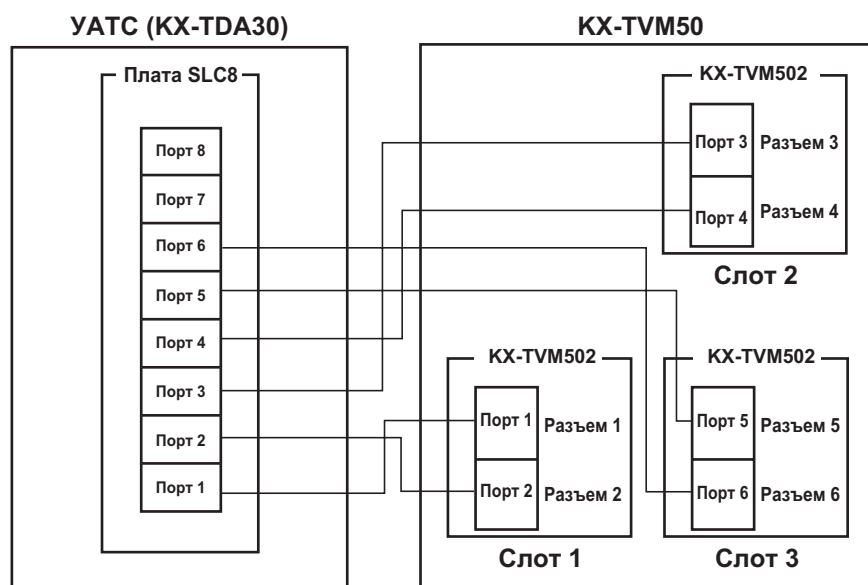 УАТС (KX-TDA30)
Плата SLC8
Порт 8
Порт 7
Порт 6
Порт 5
Порт 4
Порт 3
Порт 2
Порт 1
KX-TVM50
KX-TVM502
Порт 3 Разъем 3
Порт 4 Разъем 4
Слот 2
KX-TVM502
Порт 1 Разъем 1
Порт 2 Разъем 2
Слот 1
KX-TVM502
Порт 5 Разъем 5
Порт 6 Разъем 6
Слот 3